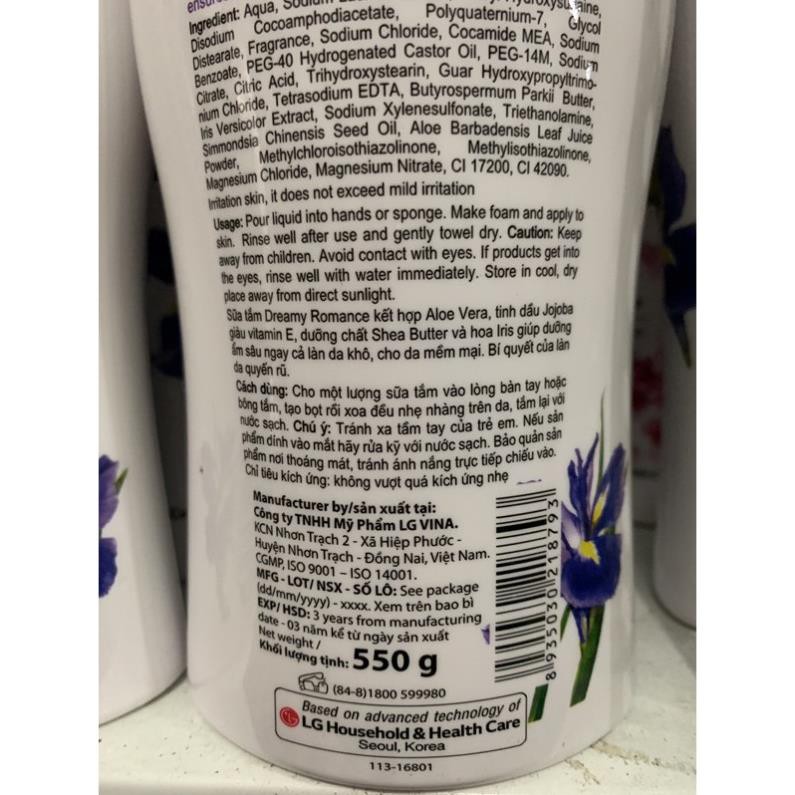 ensures
Ingredient: Aqua, Sodium
Disodium Cocoamphodiacetate, Polyquaternium-7, Glycol
Distearate, Fragrance, Sodium Chloride, Cocamide MEA, Sodium
Benzoate, PEG-40 Hydrogenated Castor Oil, PEG-14M, Sodium
Citrate, Citric Acid, Trihydroxystearin, Guar Hydroxypropyltrimo-
nium Chloride, Tetrasodium EDTA, Butyrospermum Parkii Butter,
Iris Versicolor Extract, Sodium Xylenesulfonate, Triethanolamine,
Simmondsia Chinensis Seed Oil, Aloe Barbadensis Leaf Juice
Powder, Methylchloroisothiazolinone, Methylisothiazolinone,
Magnesium Chloride, Magnesium Nitrate, CI 17200, CI 42090.
Irritation skin, it does not exceed mild irritation
Usage: Pour liquid into hands or sponge. Make foam and apply to
skin. Rinse well after use and gently towel dry. Caution: Keep
away from children. Avoid contact with eyes. If products get into
the eyes, rinse well with water immediately. Store in cool, dry
place away from direct sunlight.
Sữa tắm Dreamy Romance kết hợp Aloe Vera, tinh dầu Jojoba
giàu vitamin E, dưỡng chất Shea Butter và hoa Iris giúp dưỡng
ẩm sâu ngay cả làn da khô, cho da mềm mại. Bí quyết của làn
da quyến rũ.
Cách dùng: Cho một lượng sữa tắm vào lòng bàn tay hoặc
bông tắm, tạo bọt rồi xoa đều nhẹ nhàng trên da, tắm lại với
nước sạch. Chú ý: Tránh xa tầm tay của trẻ em. Nếu sản
phẩm dính vào mắt hãy rửa kỹ với nước sạch. Bảo quản sản
phẩm nơi thoáng mát, tránh ánh nắng trực tiếp chiếu vào.
Chỉ tiêu kích ứng: không vượt quá kích ứng nhẹ
Manufacturer by/sản xuất tại:
Công ty TNHH Mỹ Phẩm LG VINA.
KCN Nhơn Trạch 2 - Xã Hiệp Phước -
Huyện Nhơn Trạch - Đồng Nai, Việt Nam.
CGMP, ISO 9001 – ISO 14001.
MFG - LOT/ NSX - SỐ LÔ: See package
(dd/mm/yyyy) - xxxx. Xem trên bao bì
EXP/ HSD: 3 years from manufacturing
date - 03 năm kể từ ngày sản xuất
Net weight /
Khối lượng tịnh: 550 g
8935030218793
(84-8)1800 599980
Based on advanced technology of
LG LG Household & Health Care
Seoul, Korea
113-16801